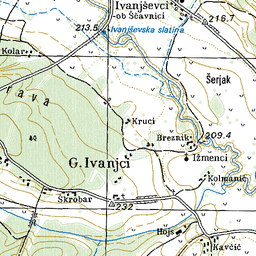 Ivanjševci
ob Ščavnici
216.7
213.5
Ivanjševska slatina
Kolar
Šerjak
rava
Kruci
Breznik
209.4
G. Ivanjci
Ižmenci
Kolmanič
Škrobar
232
Hojs
Kavčič